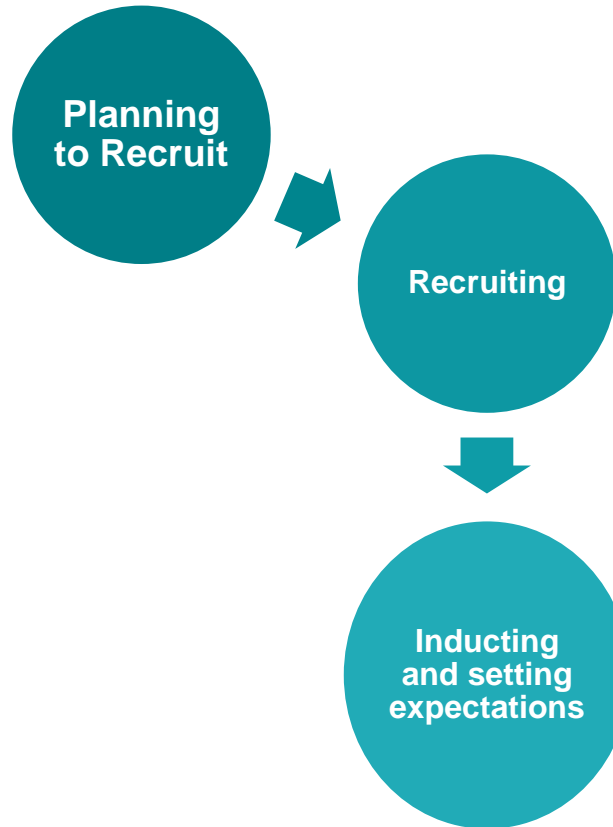 Planning
to Recruit
Recruiting
Inducting
and setting
expectations